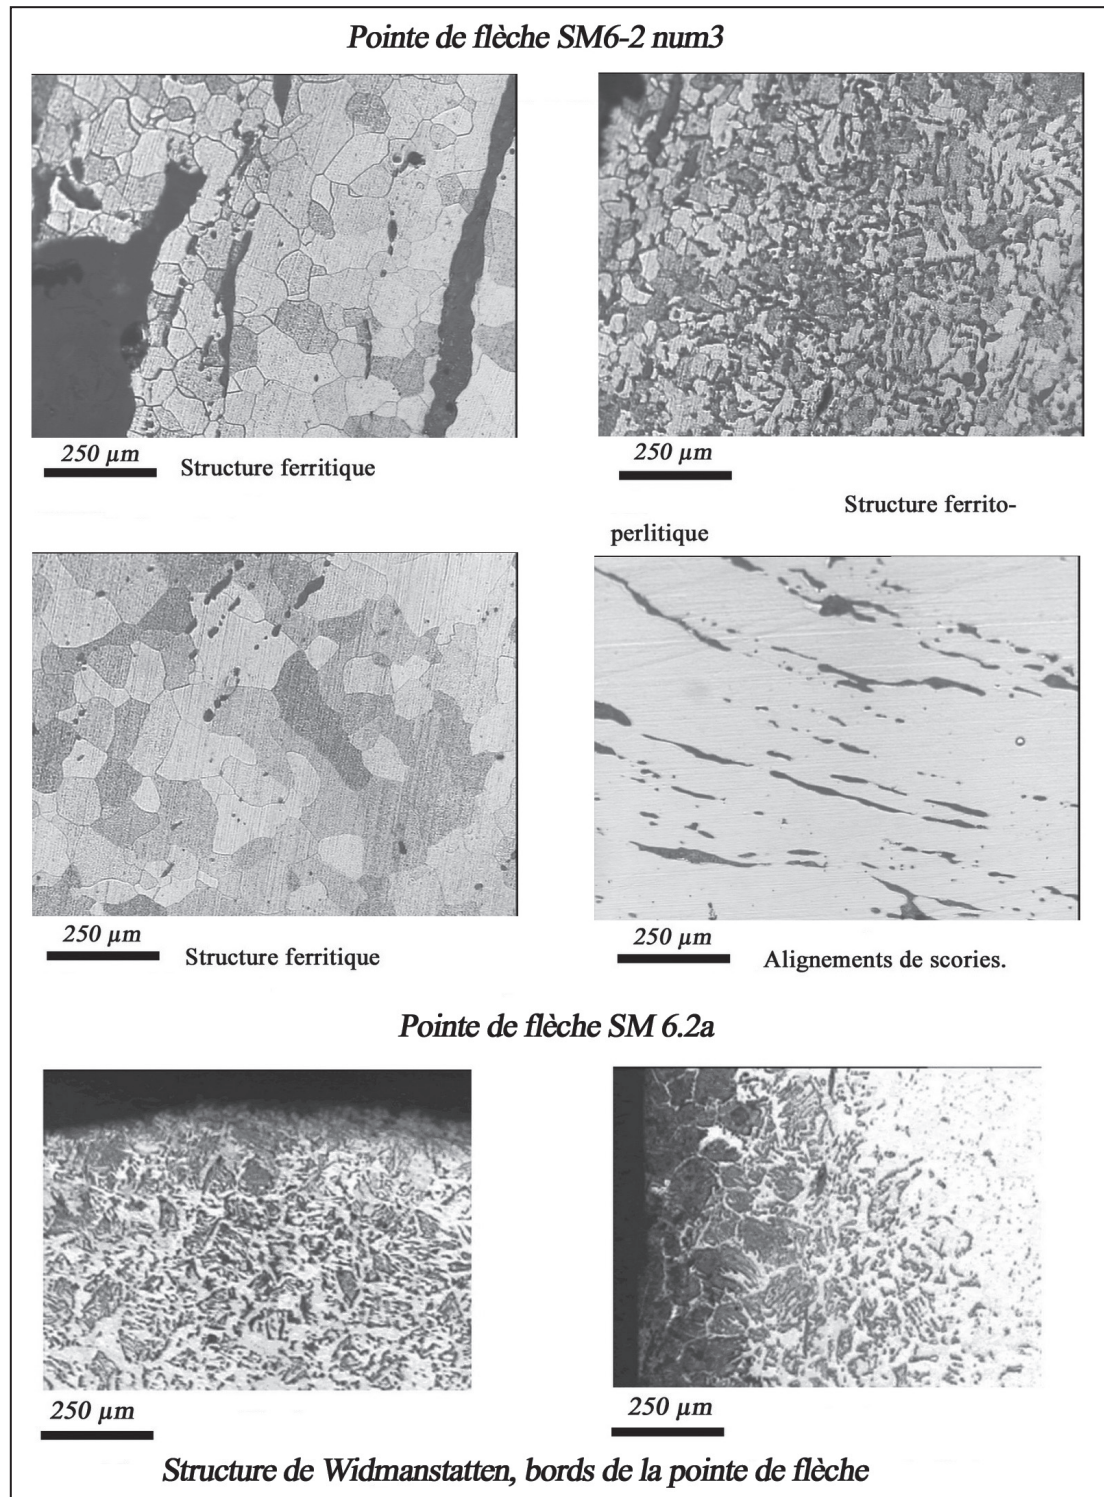 Pointe de flèche SM6-2 num3
250 µm
Structure ferritique
250 µm
Structure ferrito-
perlitique
250 µm
Structure ferritique
250 µm
Alignements de scories.
Pointe de flèche SM 6.2a
250 µm
250 µm
Structure de Widmanstatten, bords de la pointe de flèche